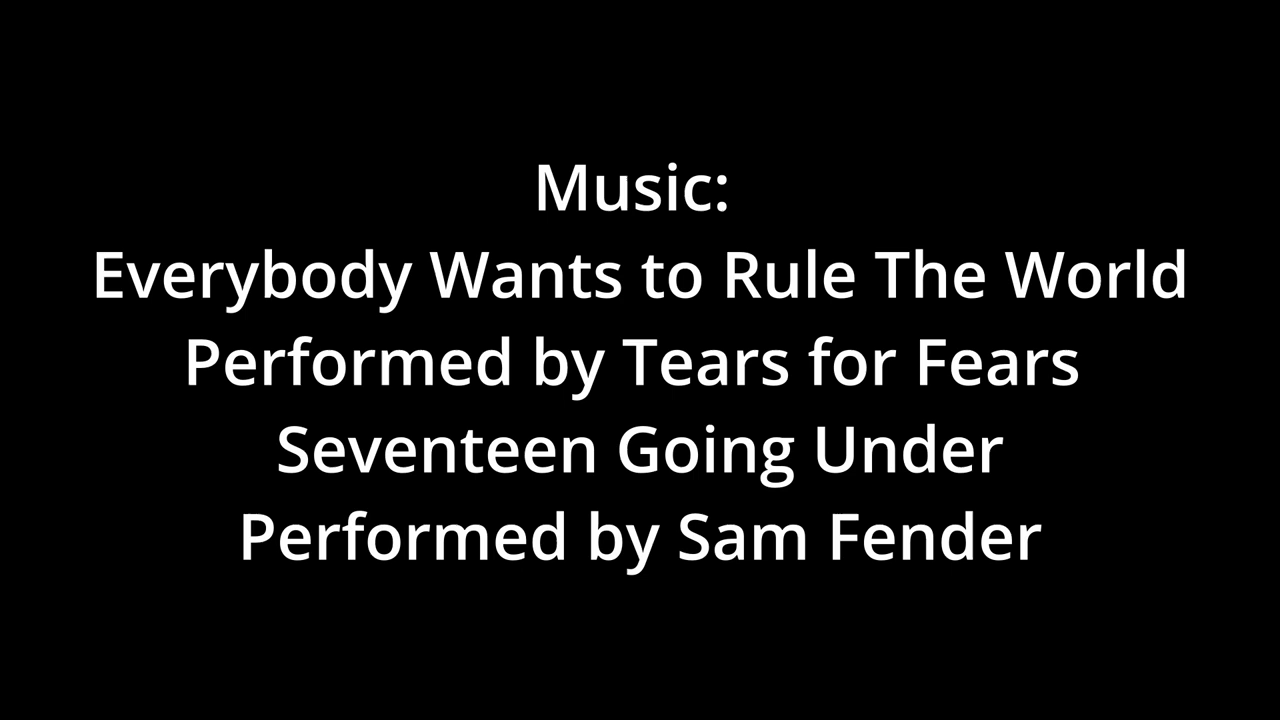 Music:
Everybody Wants to Rule The World
Performed by Tears for Fears
Seventeen Going Under
Performed by Sam Fender